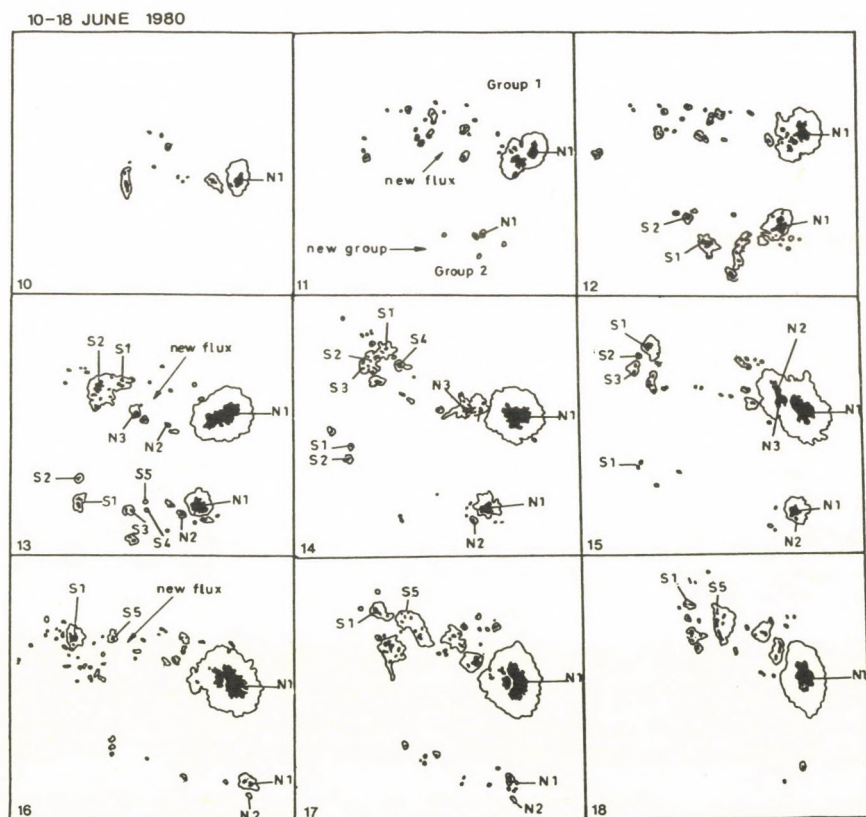 10-18 JUNE 1980
N1
10
Group 1
new flux
N1
new group
N1
Group 2
11
N1
S2
S1
N1
12
S2
S1
new flux
N3
N2
N1
S2
S1
S5
S3
S4
N2
N1
13
S1
S2
S4
S3
N3
N1
S1
S2
N1
N2
14
S1
S2
S3
N2
N3
N1
S1
N1
N2
15
S1
S5
new flux
N1
N1
N2
16
S5
S1
N1
N1
N2
17
S1
S5
N1
18